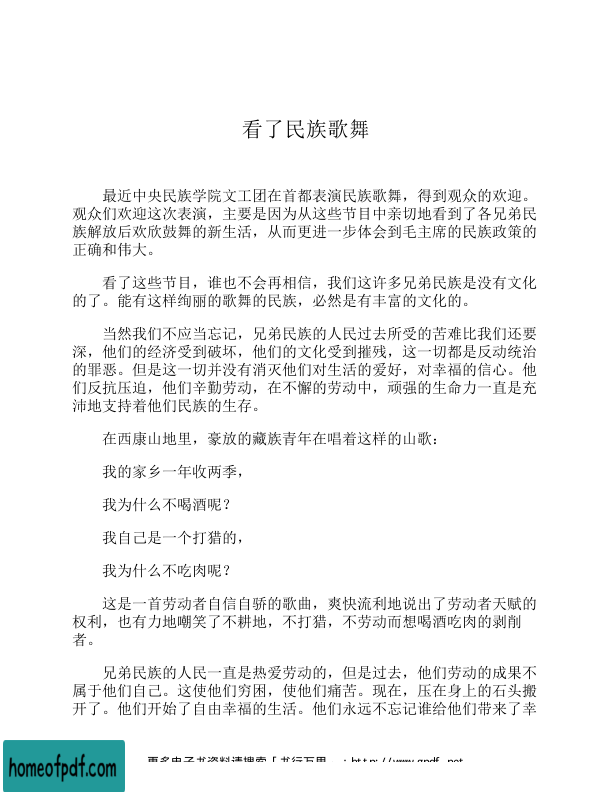 看了民族歌舞
最近中央民族学院文工团在首都表演民族歌舞，得到观众的欢迎。
观众们欢迎这次表演，主要是因为从这些节目中亲切地看到了各兄弟民
族解放后欢欣鼓舞的新生活，从而更进一步体会到毛主席的民族政策的
正确和伟大。
看了这些节目，谁也不会再相信，我们这许多兄弟民族是没有文化
的了。能有这样绚丽的歌舞的民族，必然是有丰富的文化的。
当然我们不应当忘记，兄弟民族的人民过去所受的苦难比我们还要
深，他们的经济受到破坏，他们的文化受到摧残，这一切都是反动统治
的罪恶。但是这一切并没有消灭他们对生活的爱好，对幸福的信心。他
们反抗压迫，他们辛勤劳动，在不懈的劳动中，顽强的生命力一直是充
沛地支持着他们民族的生存。
在西康山地里，豪放的藏族青年在唱着这样的山歌：
我的家乡一年收两季，
我为什么不喝酒呢？
我自己是一个打猎的，
我为什么不吃肉呢？
这是一首劳动者自信自骄的歌曲，爽快流利地说出了劳动者天赋的
权利，也有力地嘲笑了不耕地，不打猎，不劳动而想喝酒吃肉的剥削
者。
兄弟民族的人民一直是热爱劳动的，但是过去，他们劳动的成果不
属于他们自己。这使他们穷困，使他们痛苦。现在，压在身上的石头搬
开了。他们开始了自由幸福的生活。他们永远不忘记谁给他们带来了幸
更多电子书资料请搜索「书行万里
homeofpdf.com